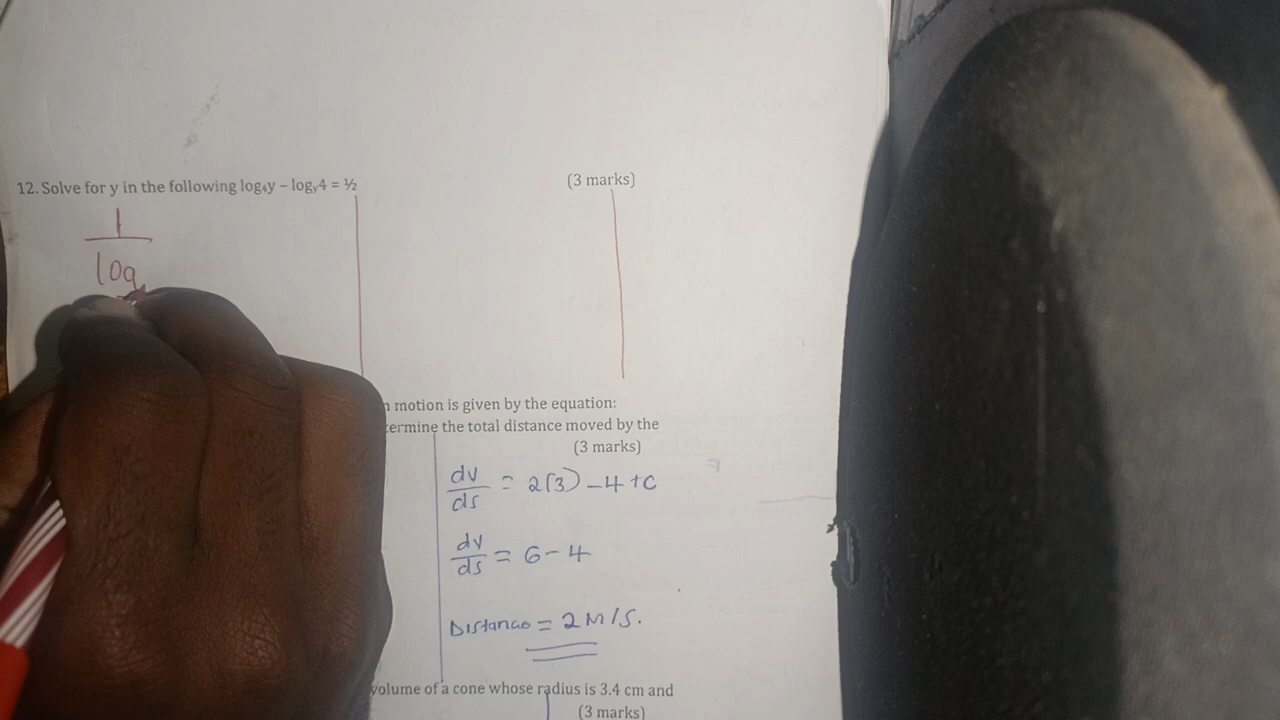 12. Solve for y in the following log₄y – logᵧ4 = ½
(3 marks)
1
log
motion is given by the equation:
ermine the total distance moved by the
(3 marks)
dv/ds = 2(3) - 4 + c
dv/ds = 6 - 4
Distance = 2 M/S.
volume of a cone whose radius is 3.4 cm and
(3 marks)